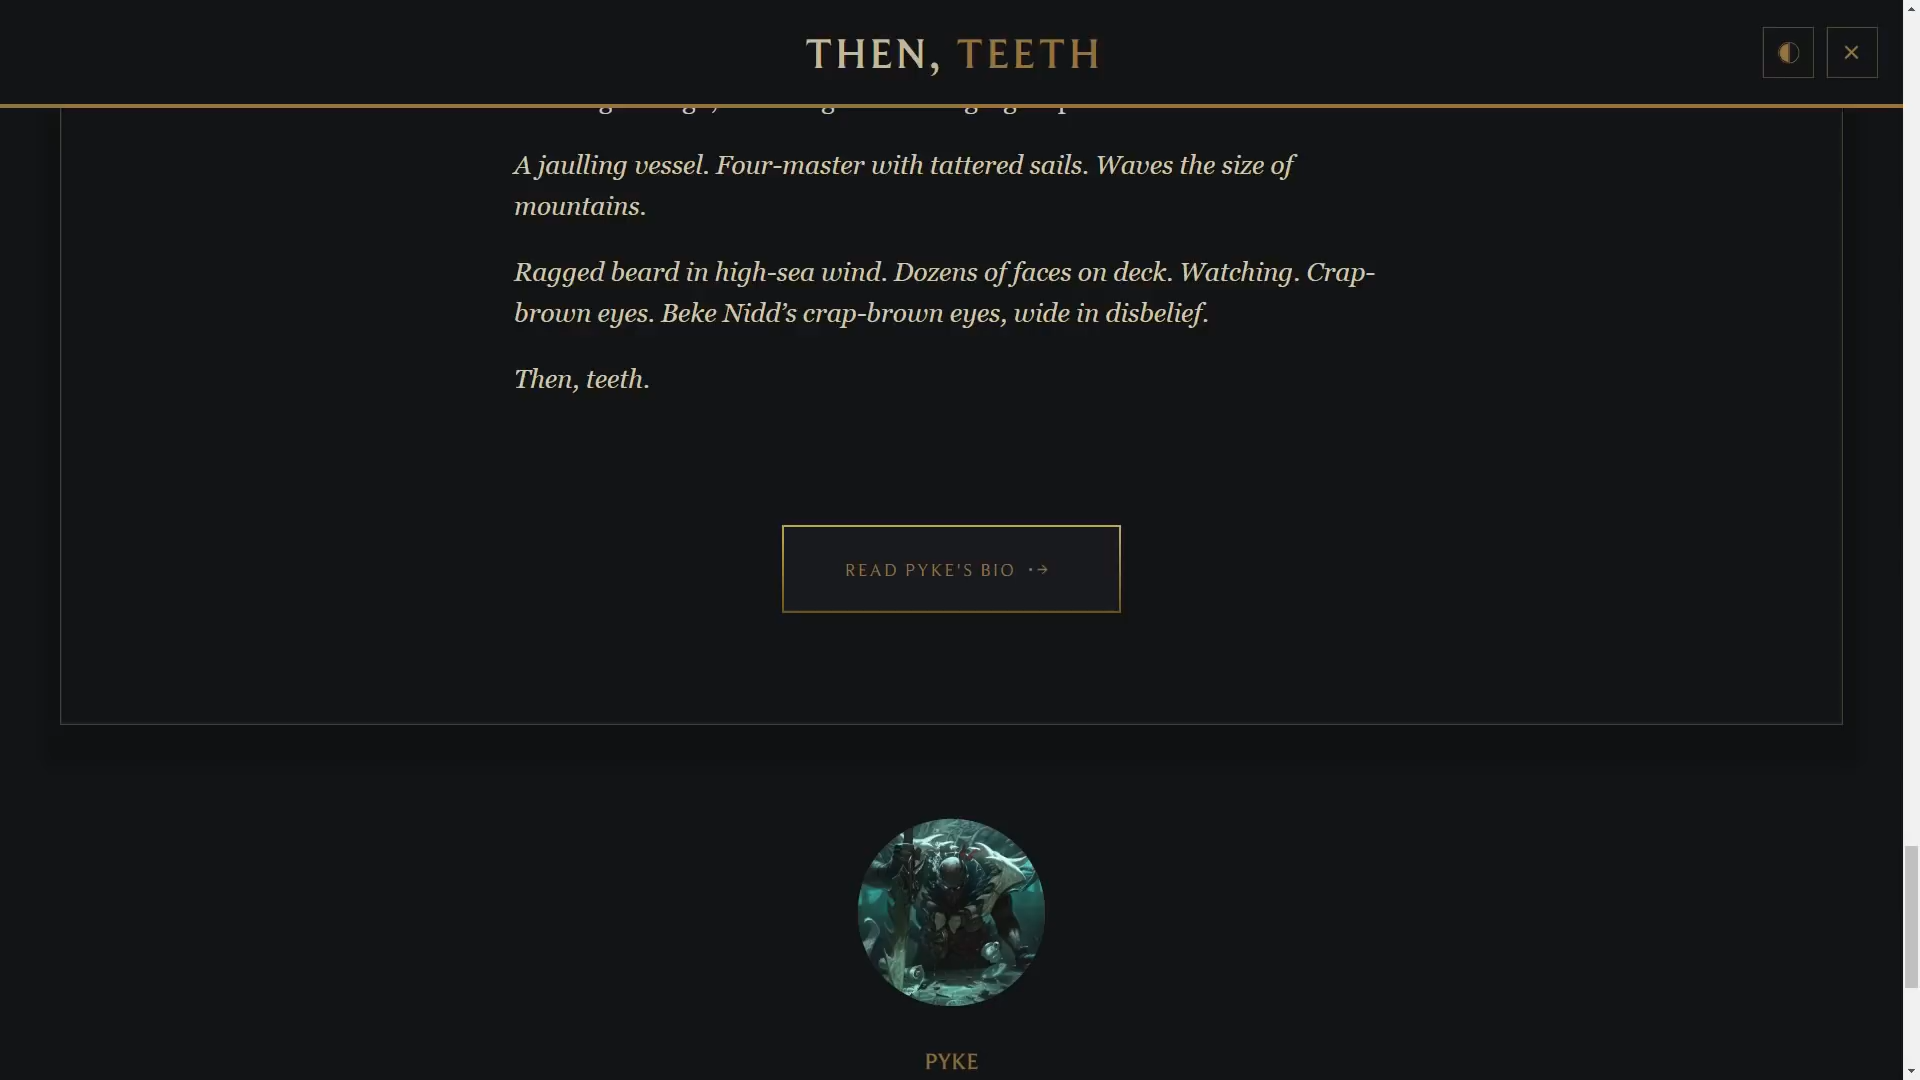 THEN, TEETH
A jaulling vessel. Four-master with tattered sails. Waves the size of
mountains.
Ragged beard in high-sea wind. Dozens of faces on deck. Watching. Crap-
brown eyes. Beke Nidd’s crap-brown eyes, wide in disbelief.
Then, teeth.
READ PYKE'S BIO
PYKE